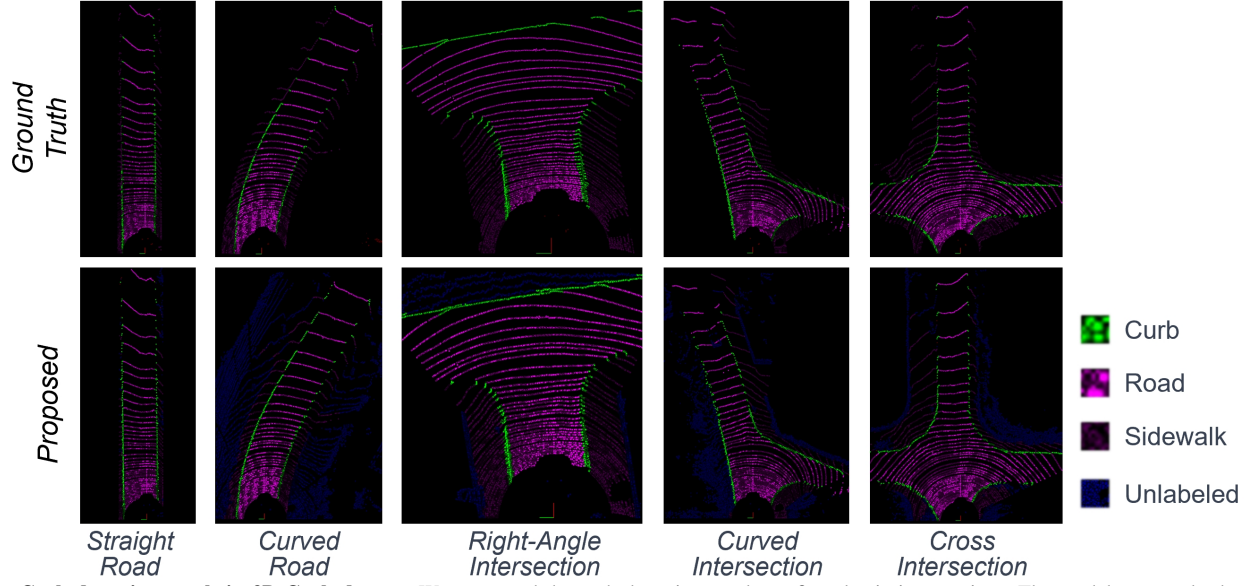 Ground
Truth
Proposed
Curb
Road
Sidewalk
Unlabeled
Straight
Road
Curved
Road
Right-Angle
Intersection
Curved
Intersection
Cross
Intersection